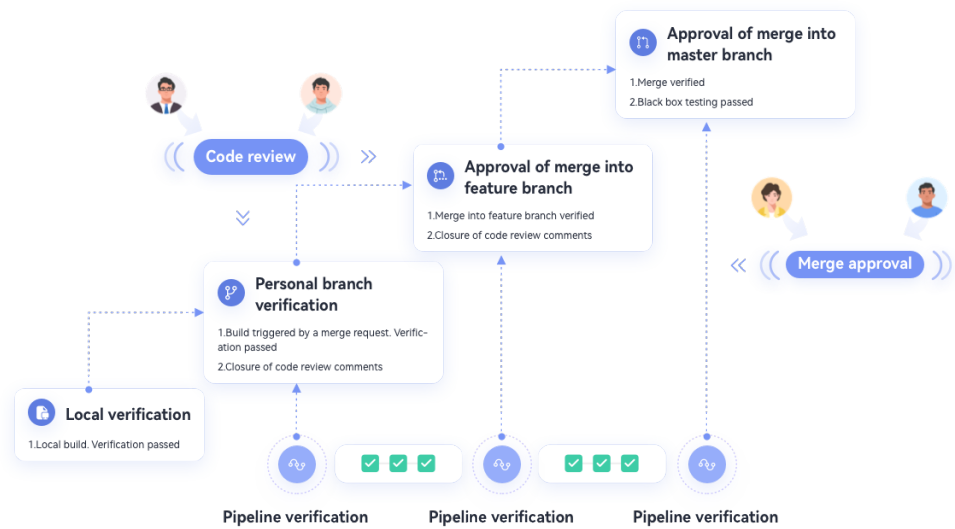 Approval of merge into
master branch
1.Merge verified
2.Black box testing passed
Code review
Approval of merge into
feature branch
1.Merge into feature branch verified
2.Closure of code review comments
Merge approval
Personal branch
verification
1.Build triggered by a merge request. Verific-
ation passed
2.Closure of code review comments
Local verification
1.Local build. Verification passed
Pipeline verification
Pipeline verification
Pipeline verification